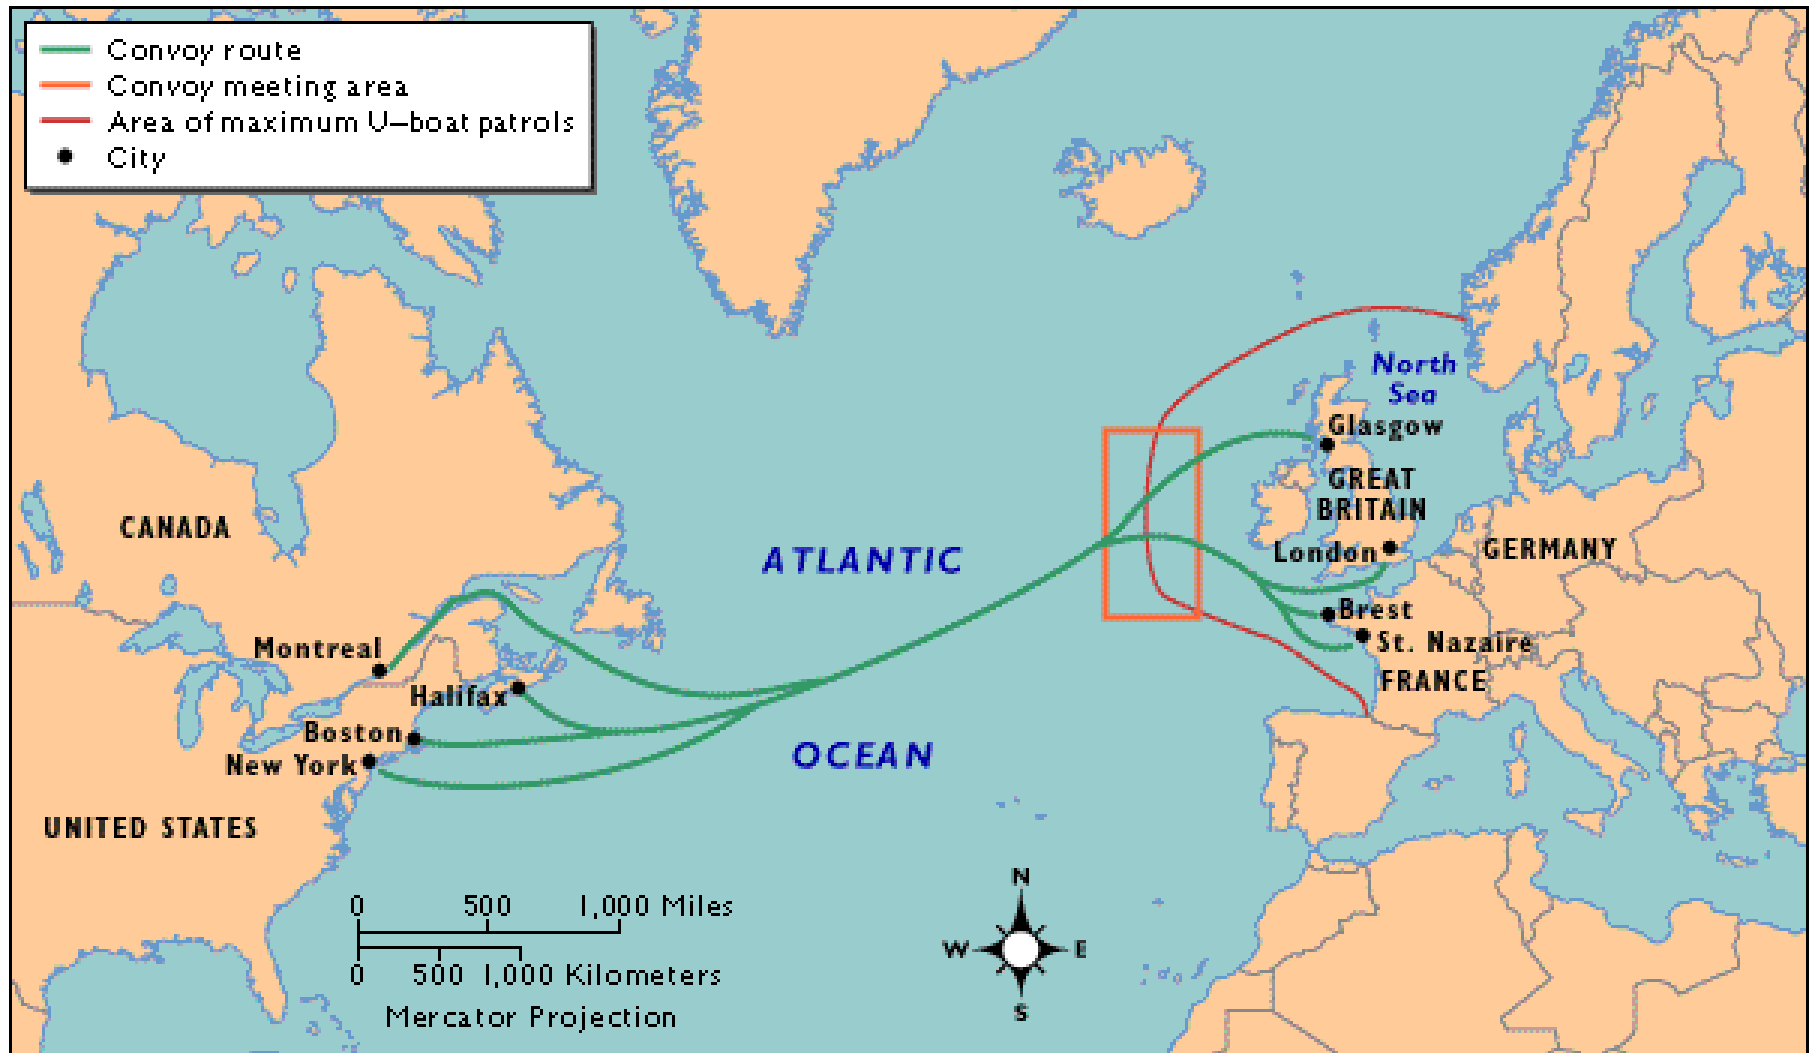 Convoy route
Convoy meeting area
Area of maximum U–boat patrols
City
North
Sea
Glasgow
GREAT
BRITAIN
CANADA
ATLANTIC
London
GERMANY
Brest
Montreal
St. Nazaire
FRANCE
Halifax
Boston
OCEAN
New York
UNITED STATES
N
W E
S
0 500 1,000 Miles
0 500 1,000 Kilometers
Mercator Projection